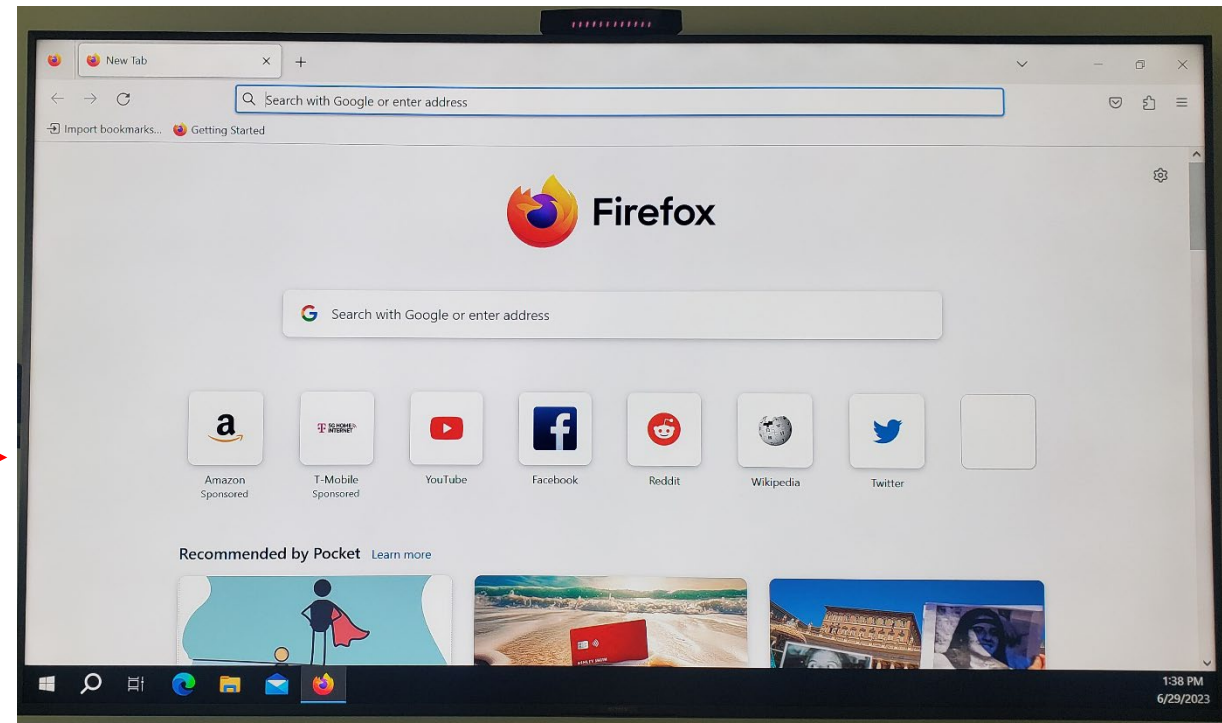 New Tab
Search with Google or enter address
Import bookmarks... Getting Started
Firefox
Search with Google or enter address
a
f
Amazon
Sponsored
T-Mobile
Sponsored
YouTube
Facebook
Reddit
Wikipedia
Twitter
Recommended by Pocket Learn more
1:38 PM
6/29/2023